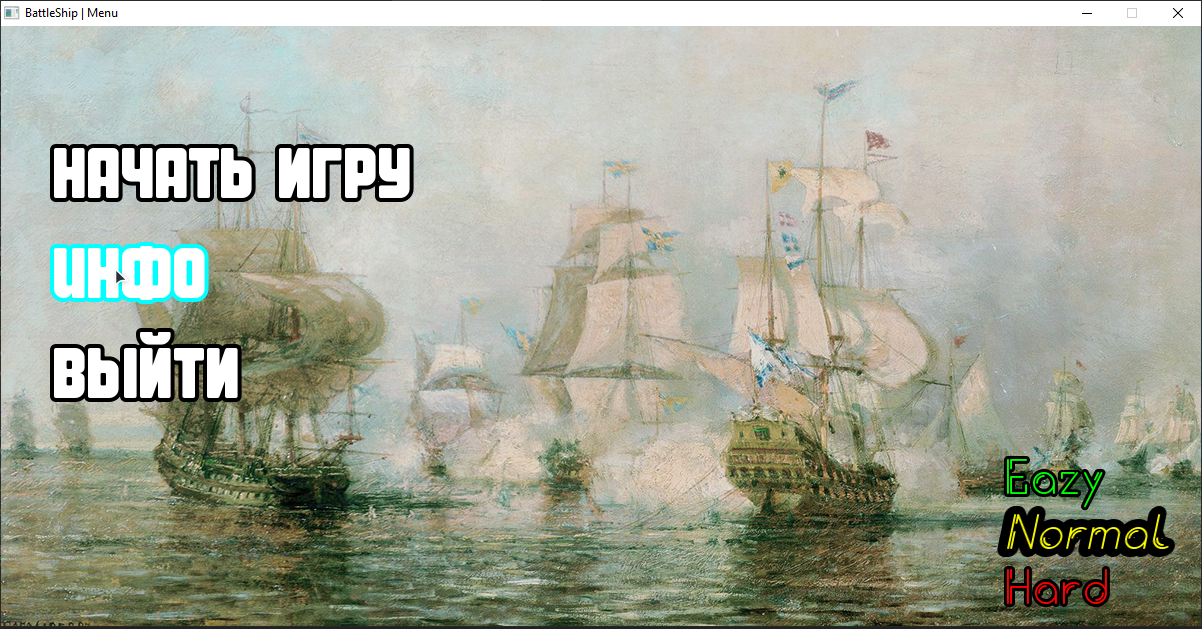 BattleShip | Menu
НАЧАТЬ ИГРУ
ИНФО
ВЫЙТИ
Eazy
Normal
Hard